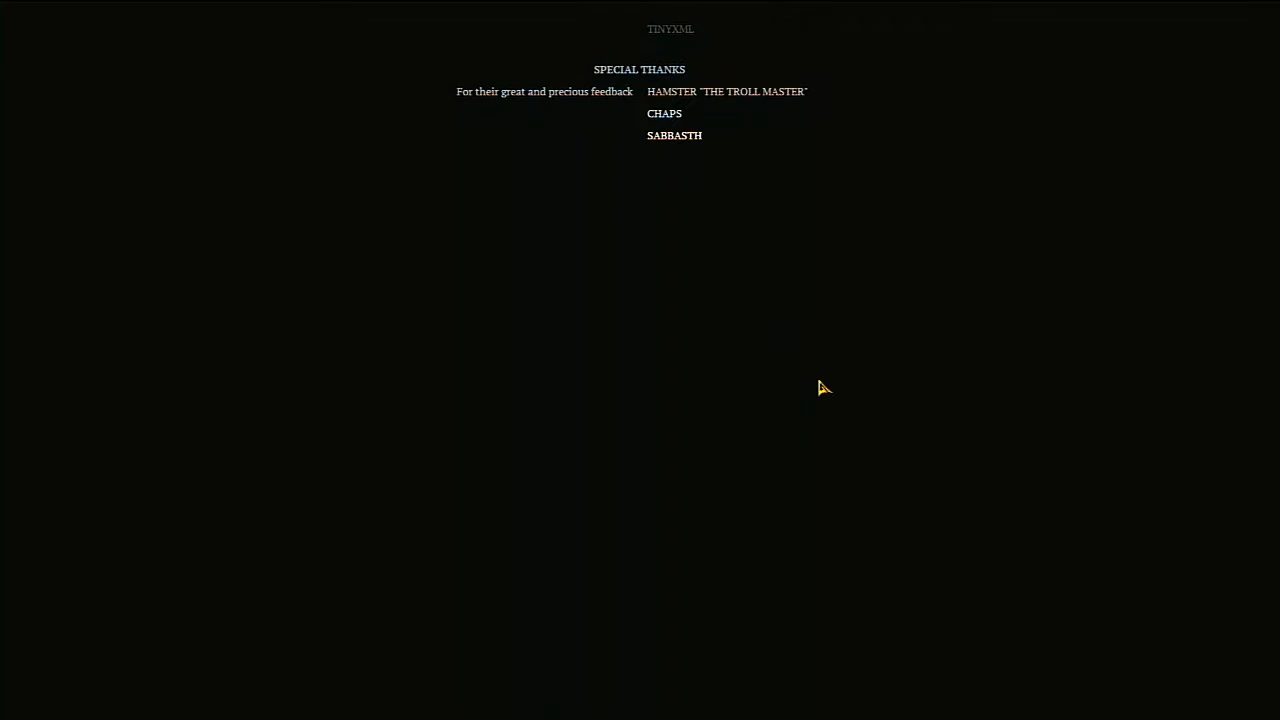 TINYXML
SPECIAL THANKS
For their great and precious feedback HAMSTER "THE TROLL MASTER"
CHAPS
SABBASTH